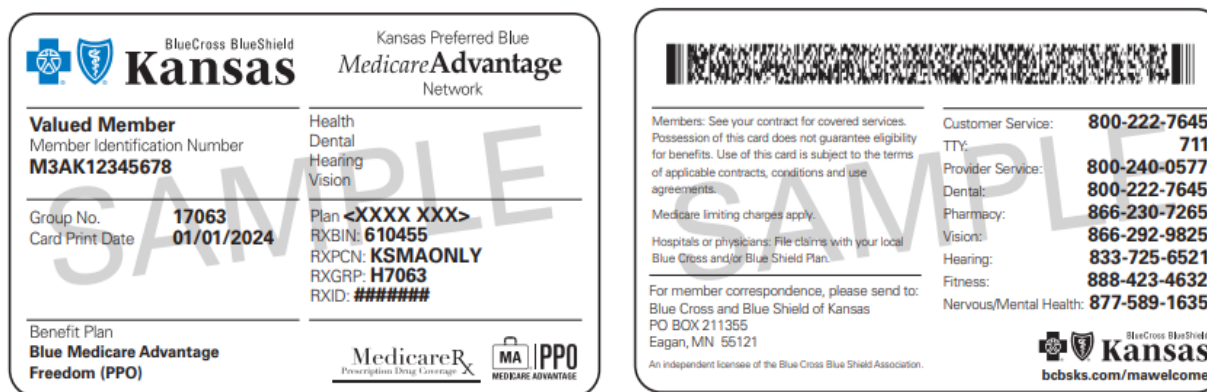 BlueCross BlueShield
Kansas
Kansas Preferred Blue
MedicareAdvantage
Network
Valued Member
Member Identification Number
M3AK12345678
Health
Dental
Hearing
Vision
Group No. 17063
Card Print Date 01/01/2024
Plan <XXXX XXX>
RXBIN: 610455
RXPCN: KSMAONLY
RXGRP: H7063
RXID: #######
Benefit Plan
Blue Medicare Advantage
Freedom (PPO)
MedicareRx
Prescription Drug Coverage
MA PPO
MEDICARE ADVANTAGE
SAMPLE
Members: See your contract for covered services.
Possession of this card does not guarantee eligibility
for benefits. Use of this card is subject to the terms
of applicable contracts, conditions and use
agreements.
Medicare limiting charges apply.
Hospitals or physicians: File claims with your local
Blue Cross and/or Blue Shield Plan.
For member correspondence, please send to:
Blue Cross and Blue Shield of Kansas
PO BOX 211355
Eagan, MN 55121
An independent licensee of the Blue Cross Blue Shield Association.
Customer Service: 800-222-7645
TTY: 711
Provider Service: 800-240-0577
Dental: 800-222-7645
Pharmacy: 866-230-7265
Vision: 866-292-9825
Hearing: 833-725-6521
Fitness: 888-423-4632
Nervous/Mental Health: 877-589-1635
BlueCross BlueShield
Kansas
bcbsks.com/mawelcome
SAMPLE